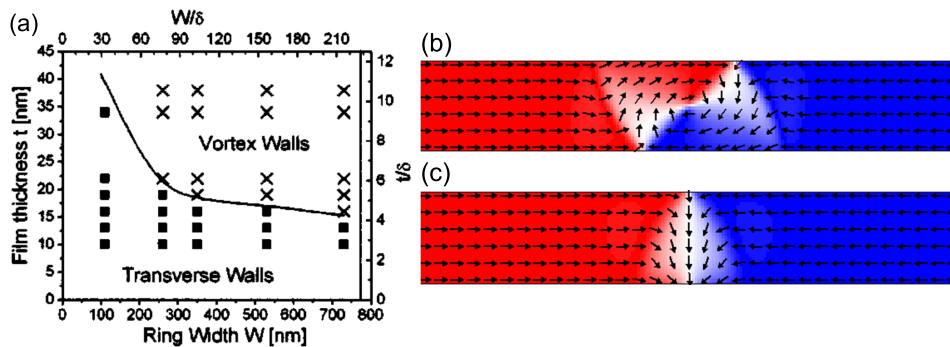 (a)
W/δ
0 30 60 90 120 150 180 210
45
40
35
30
25
20
15
10
5
0
Film thickness t [nm]
Vortex Walls
Transverse Walls
12
10
8
6
4
2
0
t/δ
0 100 200 300 400 500 600 700 800
Ring Width W [nm]
(b)
(c)